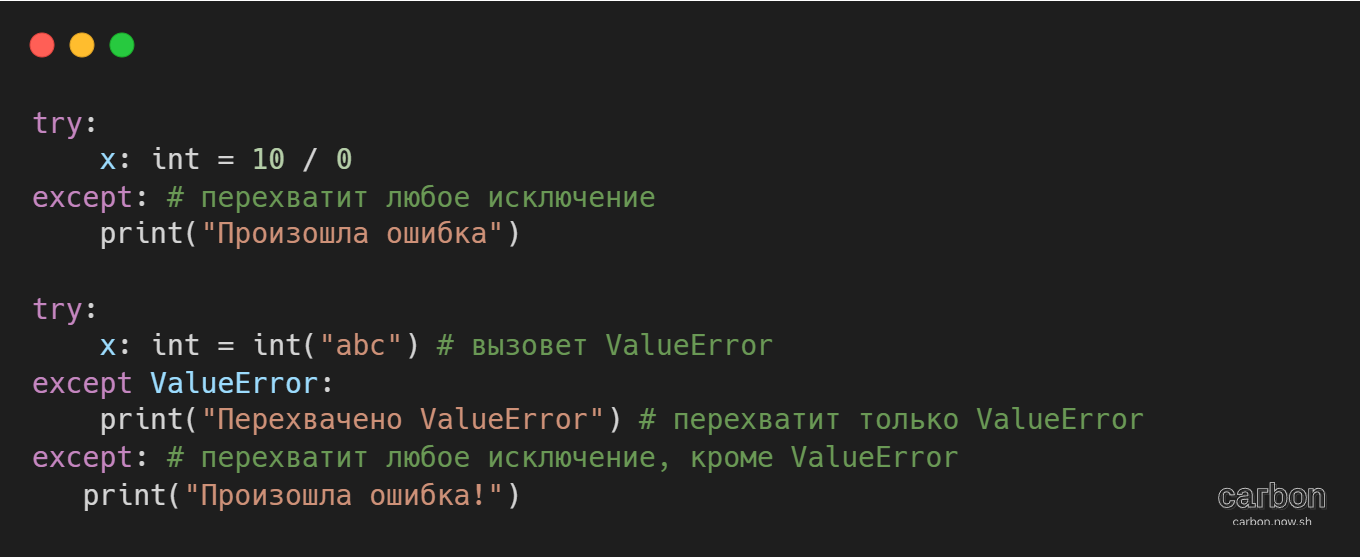 try:
    x: int = 10 / 0
except: # перехватит любое исключение
    print("Произошла ошибка")

try:
    x: int = int("abc") # вызовет ValueError
except ValueError:
    print("Перехвачено ValueError") # перехватит только ValueError
except: # перехватит любое исключение, кроме ValueError
   print("Произошла ошибка!")
carbon
carbon.now.sh